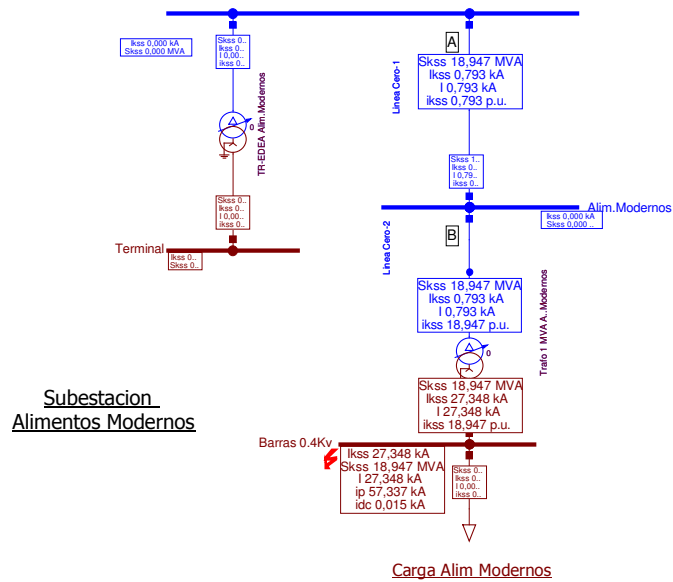 Ikss 0,000 kA
Skss 0,000 MVA
Skss 0..
Ikss 0..
I 0,00..
ikss 0..
0
TR-EDEA Alim.Modernos
Skss 0..
Ikss 0..
I 0,00..
ikss 0..
Terminal
Ikss 0..
Skss 0..
Subestacion
Alimentos Modernos
A
Linea Cero-1
Skss 18,947 MVA
Ikss 0,793 kA
I 0,793 kA
ikss 0,793 p.u.
Skss 1..
Ikss 0..
I 0,79..
ikss 0..
Alim.Modernos
Ikss 0,000 kA
Skss 0,000 ..
B
Linea Cero-2
Skss 18,947 MVA
Ikss 0,793 kA
I 0,793 kA
ikss 18,947 p.u.
0
Trafo 1 MVA A..Modernos
Skss 18,947 MVA
Ikss 27,348 kA
I 27,348 kA
ikss 18,947 p.u.
Barras 0.4Kv
Ikss 27,348 kA
Skss 18,947 MVA
I 27,348 kA
ip 57,337 kA
idc 0,015 kA
Skss 0..
Ikss 0..
I 0,00..
ikss 0..
Carga Alim Modernos